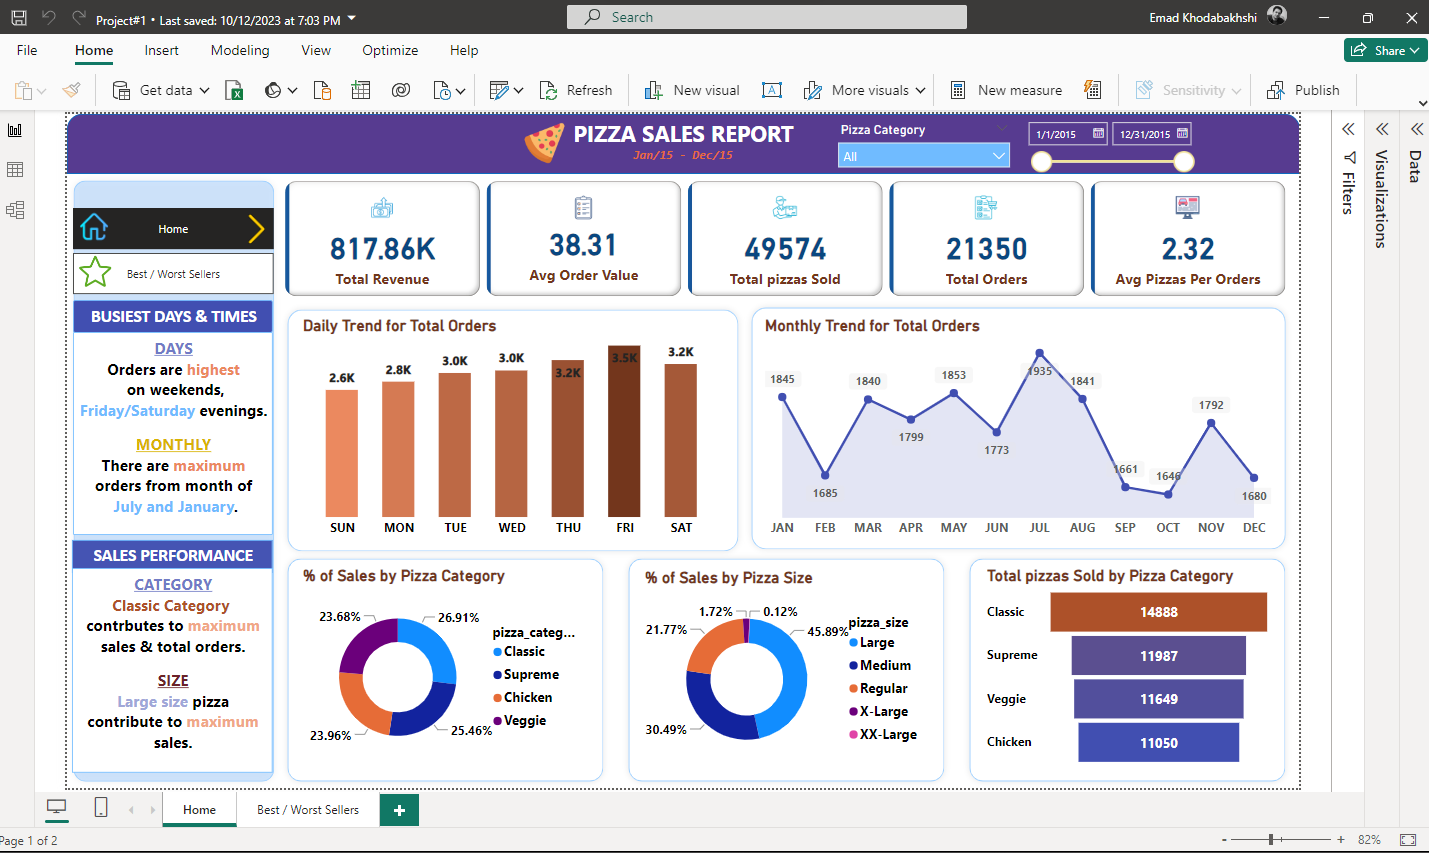 Project#1 • Last saved: 10/12/2023 at 7:03 PM
Search
Emad Khodabakhshi
File
Home
Insert
Modeling
View
Optimize
Help
Share
Get data
Refresh
New visual
A
More visuals
New measure
Sensitivity
Publish
PIZZA SALES REPORT
Jan/15 - Dec/15
Pizza Category
All
1/1/2015
12/31/2015
Filters
Visualizations
Data
Home
Best / Worst Sellers
BUSIEST DAYS & TIMES
DAYS
Orders are highest
on weekends,
Friday/Saturday evenings.
MONTHLY
There are maximum
orders from month of
July and January.
SALES PERFORMANCE
CATEGORY
Classic Category
contrbutes to maximum
sales & total orders.
SIZE
Large size pizza
contribute to maximum
sales.
817.86K
Total Revenue
38.31
Avg Order Value
49574
Total pizzas Sold
21350
Total Orders
2.32
Avg Pizzas Per Orders
Daily Trend for Total Orders
2.6K
2.8K
3.0K
3.0K
3.2K
3.5K
3.2K
SUN MON TUE WED THU FRI SAT
Monthly Trend for Total Orders
1845
1685
1840
1799
1853
1773
1935
1841
1661
1646
1792
1680
JAN FEB MAR APR MAY JUN JUL AUG SEP OCT NOV DEC
% of Sales by Pizza Category
23.68%
26.91%
23.96%
25.46%
pizza_categ...
Classic
Supreme
Chicken
Veggie
% of Sales by Pizza Size
1.72%
0.12%
21.77%
45.89%
30.49%
pizza_size
Large
Medium
Regular
X-Large
XX-Large
Total pizzas Sold by Pizza Category
Classic 14888
Supreme 11987
Veggie 11649
Chicken 11050
Home
Best / Worst Sellers
+
Page 1 of 2
- + 82%